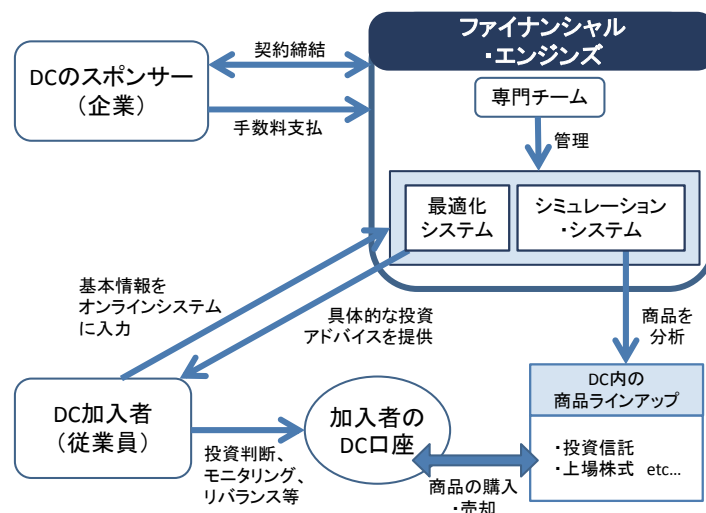 ファイナンシャル
・エンジンズ
DCのスポンサー
（企業）
契約締結
手数料支払
専門チーム
管理
最適化
システム
シミュレーション
・システム
基本情報を
オンラインシステム
に入力
具体的な投資
アドバイスを提供
商品を
分析
DC加入者
（従業員）
投資判断、
モニタリング、
リバランス等
加入者の
DC口座
商品の購入
・売却
DC内の
商品ラインアップ
・投資信託
・上場株式 etc…